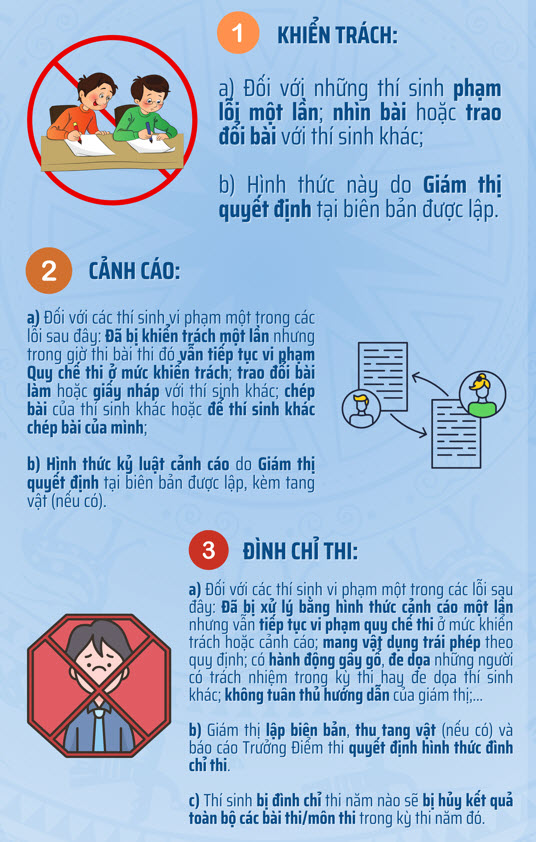 1 KHIỂN TRÁCH:
a) Đối với những thí sinh phạm
lỗi một lần; nhìn bài hoặc trao
đổi bài với thí sinh khác;
b) Hình thức này do Giám thị
quyết định tại biên bản được lập.
2 CẢNH CÁO:
a) Đối với các thí sinh vi phạm một trong các
lỗi sau đây: Đã bị khiển trách một lần nhưng
trong giờ thi bài thi đó vẫn tiếp tục vi phạm
Quy chế thi ở mức khiển trách; trao đổi bài
làm hoặc giấy nháp với thí sinh khác; chép
bài của thí sinh khác hoặc để thí sinh khác
chép bài của mình;
b) Hình thức kỷ luật cảnh cáo do Giám thị
quyết định tại biên bản được lập, kèm tang
vật (nếu có).
3 ĐÌNH CHỈ THI:
a) Đối với các thí sinh vi phạm một trong các lỗi sau
đây: Đã bị xử lý bằng hình thức cảnh cáo một lần
nhưng vẫn tiếp tục vi phạm quy chế thi ở mức khiển
trách hoặc cảnh cáo; mang vật dụng trái phép theo
quy định; có hành động gây gổ, đe dọa những người
có trách nhiệm trong kỳ thi hay đe dọa thí sinh
khác; không tuân thủ hướng dẫn của giám thị;...
b) Giám thị lập biên bản, thu tang vật (nếu có) và
báo cáo Trưởng Điểm thi quyết định hình thức đình
chỉ thi.
c) Thí sinh bị đình chỉ thi năm nào sẽ bị hủy kết quả
toàn bộ các bài thi/môn thi trong kỳ thi năm đó.